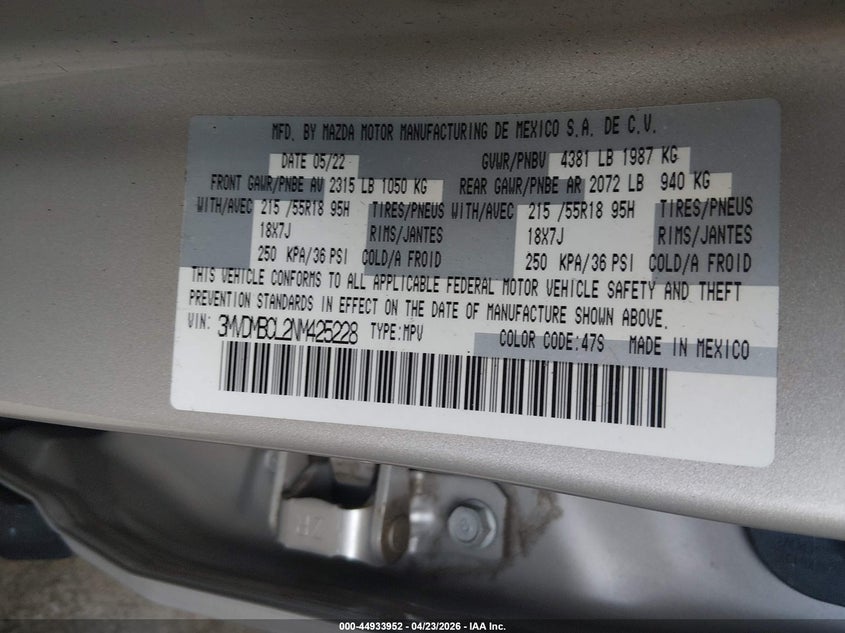 MFD. BY MAZDA MOTOR MANUFACTURING DE MEXICO S.A. DE C.V.
DATE 05/22 GVWR/PNBV 4381 LB 1987 KG
FRONT GAWR/PNBE AV 2315 LB 1050 KG REAR GAWR/PNBE AR 2072 LB 940 KG
WITH/AVEC 215 /55R18 95H TIRES/PNEUS WITH/AVEC 215 /55R18 95H TIRES/PNEUS
18X7J RIMS/JANTES 18X7J RIMS/JANTES
250 KPA/36 PSI COLD/A FROID 250 KPA/36 PSI COLD/A FROID
THIS VEHICLE CONFORMS TO ALL APPLICABLE FEDERAL MOTOR VEHICLE SAFETY AND THEFT
PREVENTION STANDARDS IN EFFECT ON THE DATE OF MANUFACTURE SHOWN ABOVE.
VIN: 3MVDMBCL2NM425228 TYPE:MPV COLOR CODE:47S MADE IN MEXICO
000-44933952 04/23/2026 - IAA Inc.